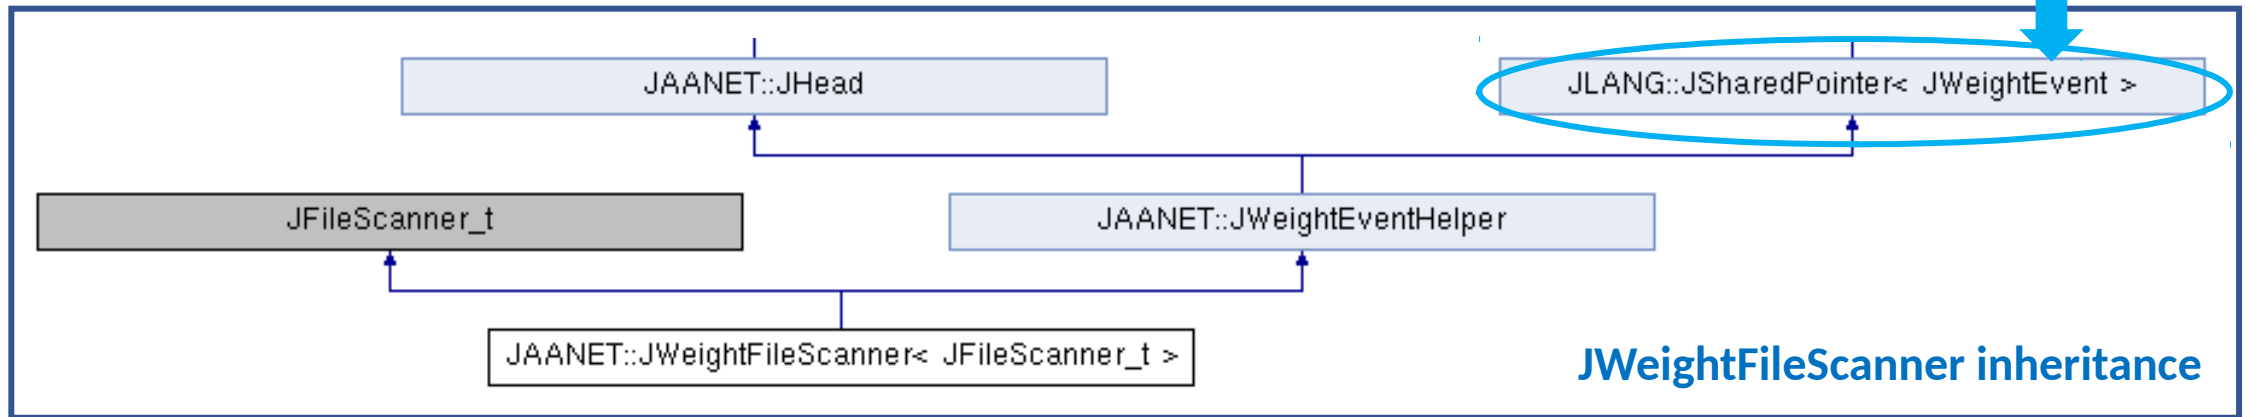 JAANET::JHead
JLANG::JSharedPointer< JWeightEvent >
JFileScanner_t
JAANET::JWeightEventHelper
JAANET::JWeightFileScanner< JFileScanner_t >
JWeightFileScanner inheritance